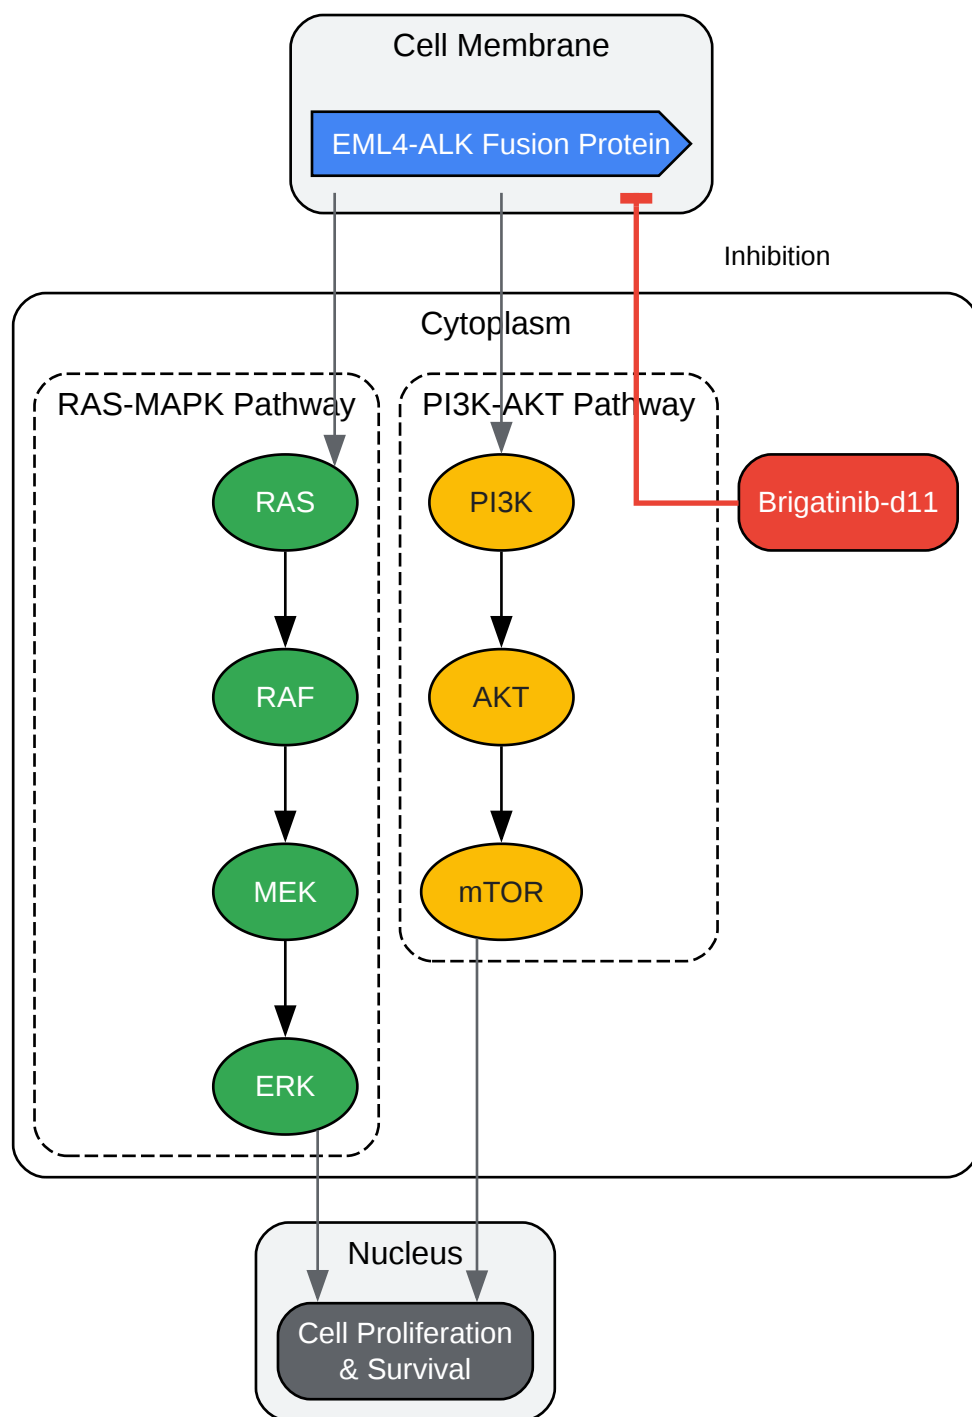 Cell Membrane
EML4-ALK Fusion Protein
Inhibition
Cytoplasm
RAS-MAPK Pathway
PI3K-AKT Pathway
RAS
PI3K
Brigatinib-d11
RAF
AKT
MEK
mTOR
ERK
Nucleus
Cell Proliferation
& Survival